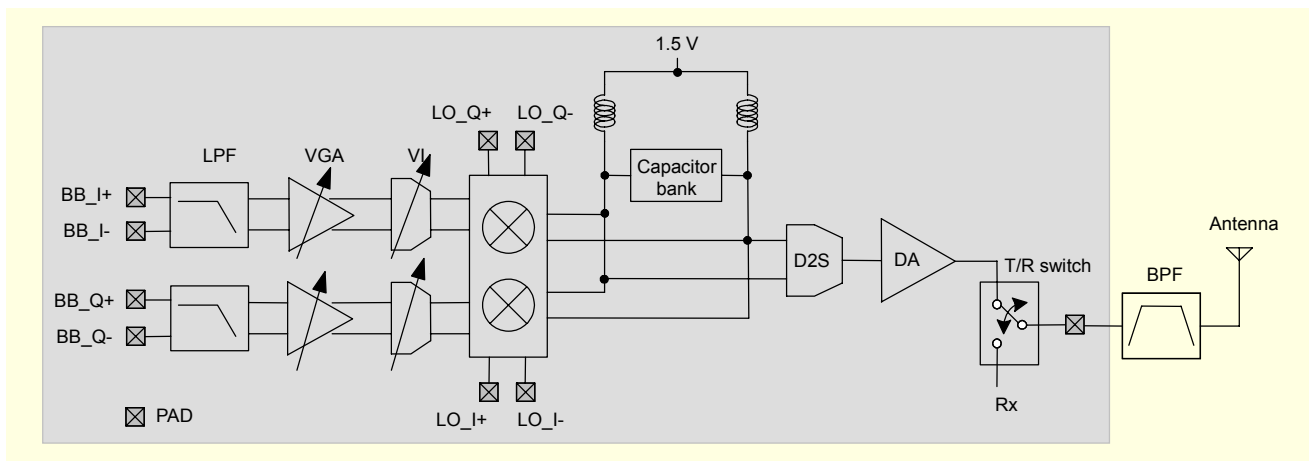 1.5 V
LO_Q+ LO_Q-
LPF VGA VI
Capacitor
bank
BB_I+
BB_I-
Antenna
D2S DA T/R switch
BPF
BB_Q+
BB_Q-
Rx
PAD
LO_I+ LO_I-